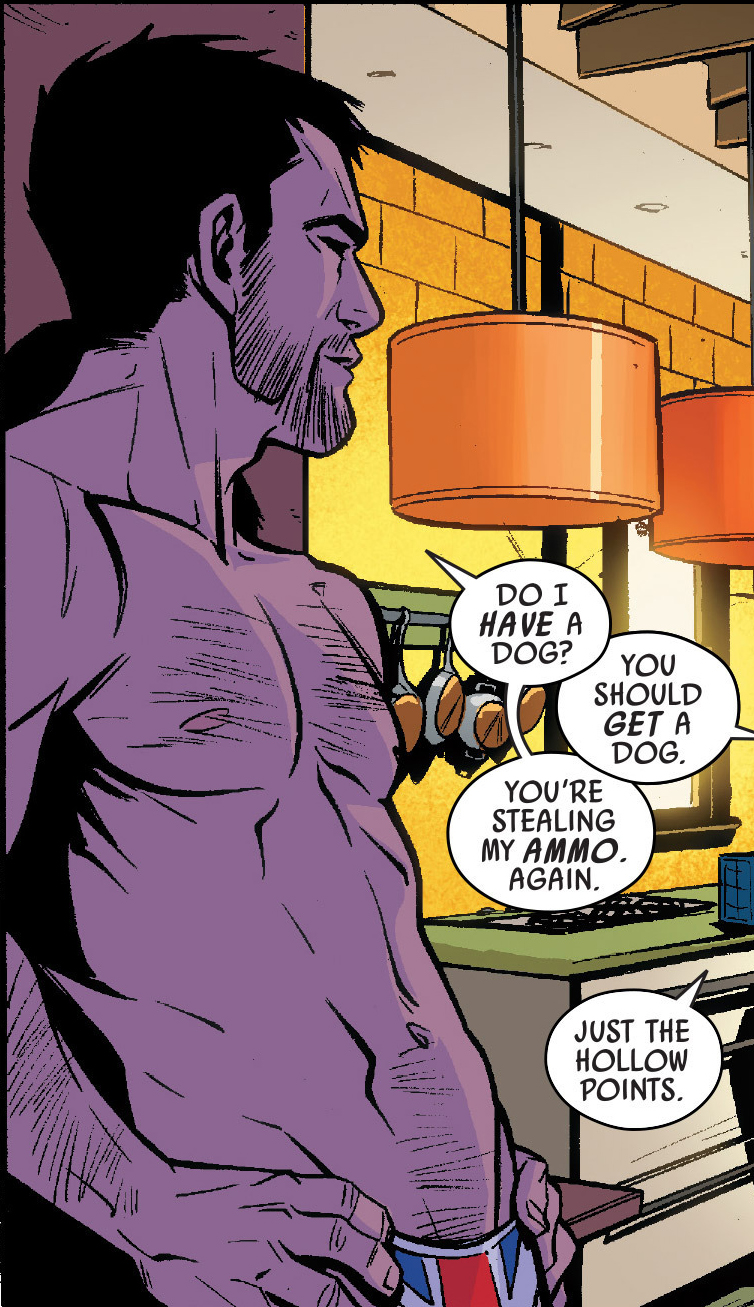 DO I
HAVE A
DOG?
YOU
SHOULD
GET A
DOG.
YOU'RE
STEALING
MY AMMO.
AGAIN.
JUST THE
HOLLOW
POINTS.